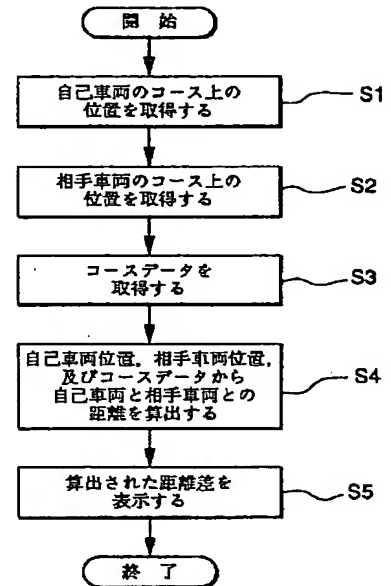 開始
自己車両のコース上の
位置を取得する
S1
相手車両のコース上の
位置を取得する
S2
コースデータを
取得する
S3
自己車両位置,相手車両位置,
及びコースデータから
自己車両と相手車両との
距離を算出する
S4
算出された距離差を
表示する
S5
終了